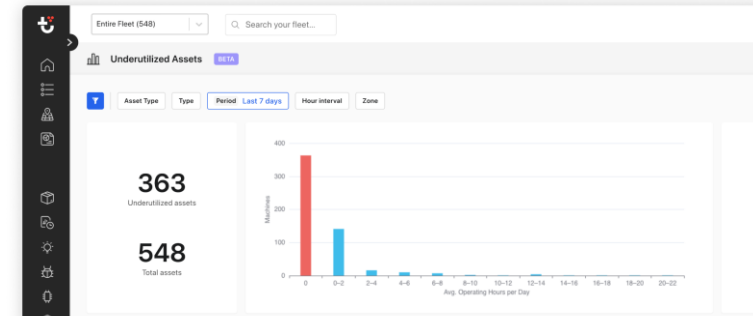 Entire Fleet (548)
Search your fleet...
Underutilized Assets BETA
Asset Type Type Period Last 7 days Hour interval Zone
363
Underutilized assets
548
Total assets
400
300
200
100
0
Machines
0 0–2 2–4 4–6 6–8 8–10 10–12 12–14 14–16 16–18 18–20 20–22
Avg. Operating Hours per Day